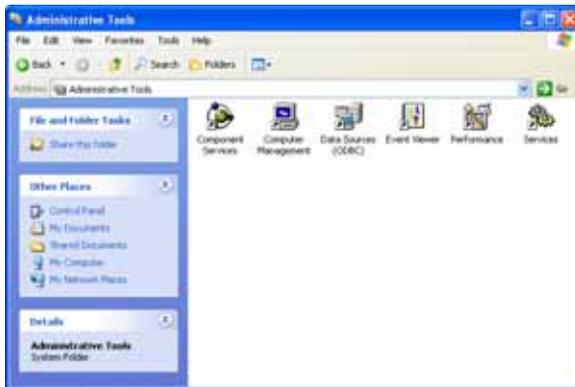 Administrative Tools
File Edit View Favorites Tools Help
Back Search Folders
Address Administrative Tools Go
File and Folder Tasks
Share this folder
Other Places
Control Panel
My Documents
Shared Documents
My Computer
My Network Places
Details
Administrative Tools
System Folder
Component
Services
Computer
Management
Data Sources
(ODBC)
Event Viewer
Performance
Services